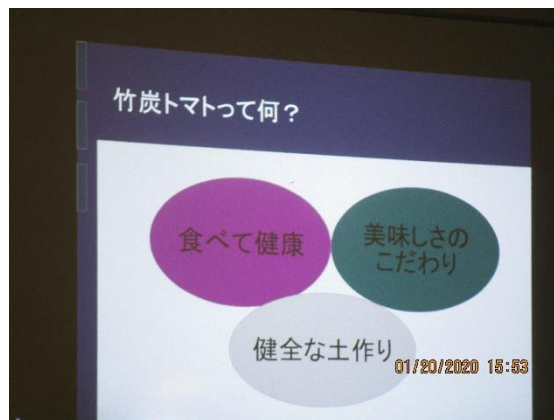 竹炭トマトって何？
食べて健康
美味しさの
こだわり
健全な土作り
01/20/2020 15:53